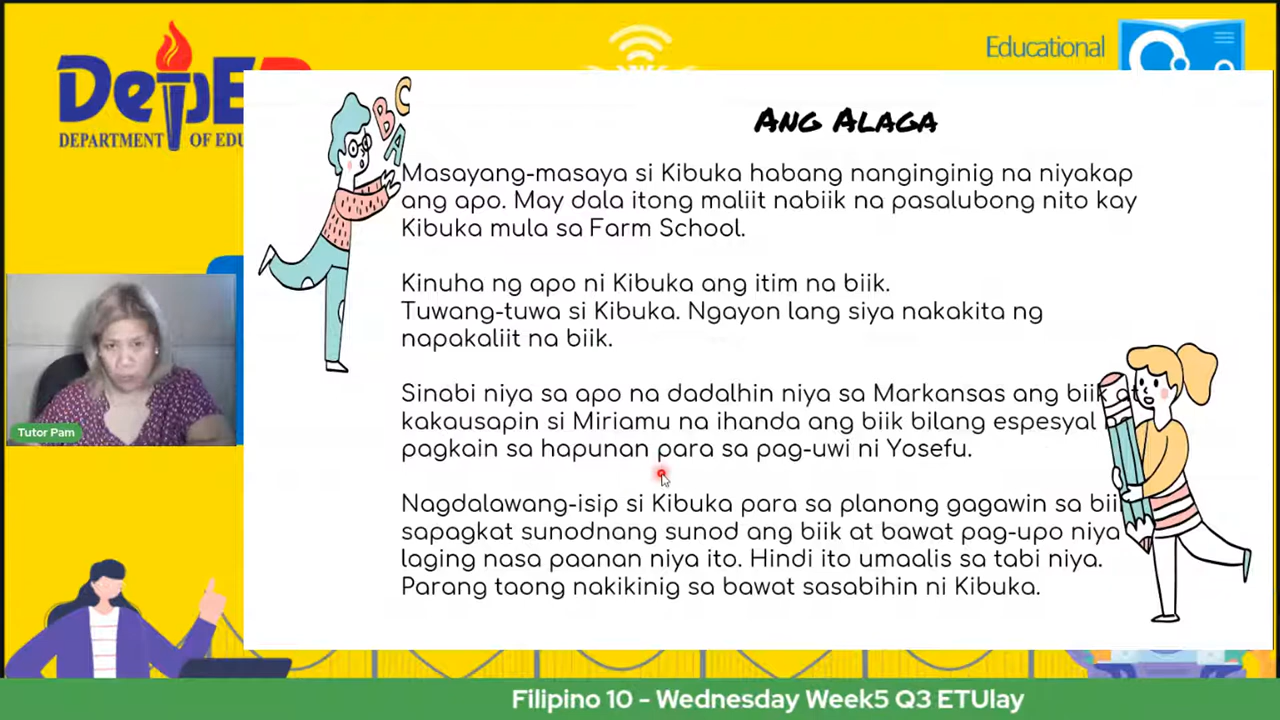 DepE
DEPARTMENT OF EDU
Educational
B C A
ANG ALAGA
Masayang-masaya si Kibuka habang nanginginig na niyakap
ang apo. May dala itong maliit nabiik na pasalubong nito kay
Kibuka mula sa Farm School.
Kinuha ng apo ni Kibuka ang itim na biik.
Tuwang-tuwa si Kibuka. Ngayon lang siya nakakita ng
napakaliit na biik.
Sinabi niya sa apo na dadalhin niya sa Markansas ang biik
kakausapin si Miriamu na ihanda ang biik bilang espesyal
pagkain sa hapunan para sa pag-uwi ni Yosefu.
Nagdalawang-isip si Kibuka para sa planong gagawin sa bii
sapagkat sunodnang sunod ang biik at bawat pag-upo niya
laging nasa paanan niya ito. Hindi ito umaalis sa tabi niya.
Parang taong nakikinig sa bawat sasabihin ni Kibuka.
Tutor Pam
Filipino 10 - Wednesday Week5 Q3 ETUlay